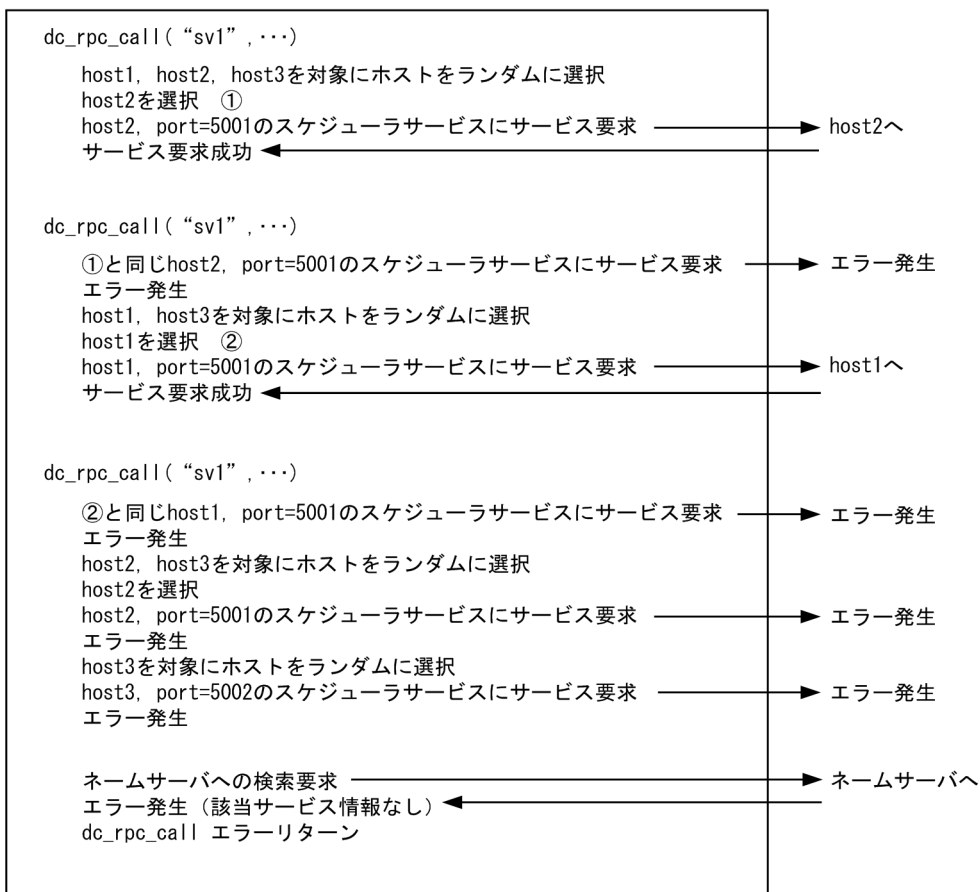 dc_rpc_call( “sv1” ,･･･)
host1, host2, host3を対象にホストをランダムに選択
host2を選択　①
host2, port=5001のスケジューラサービスにサービス要求
host2へ
サービス要求成功
dc_rpc_call( “sv1” ,･･･)
①と同じhost2, port=5001のスケジューラサービスにサービス要求
エラー発生
エラー発生
host1, host3を対象にホストをランダムに選択
host1を選択　②
host1, port=5001のスケジューラサービスにサービス要求
host1へ
サービス要求成功
dc_rpc_call( “sv1” ,･･･)
②と同じhost1, port=5001のスケジューラサービスにサービス要求
エラー発生
エラー発生
host2, host3を対象にホストをランダムに選択
host2を選択
host2, port=5001のスケジューラサービスにサービス要求
エラー発生
エラー発生
host3を対象にホストをランダムに選択
host3, port=5002のスケジューラサービスにサービス要求
エラー発生
エラー発生
ネームサーバへの検索要求
ネームサーバへ
エラー発生（該当サービス情報なし）
dc_rpc_call エラーリターン